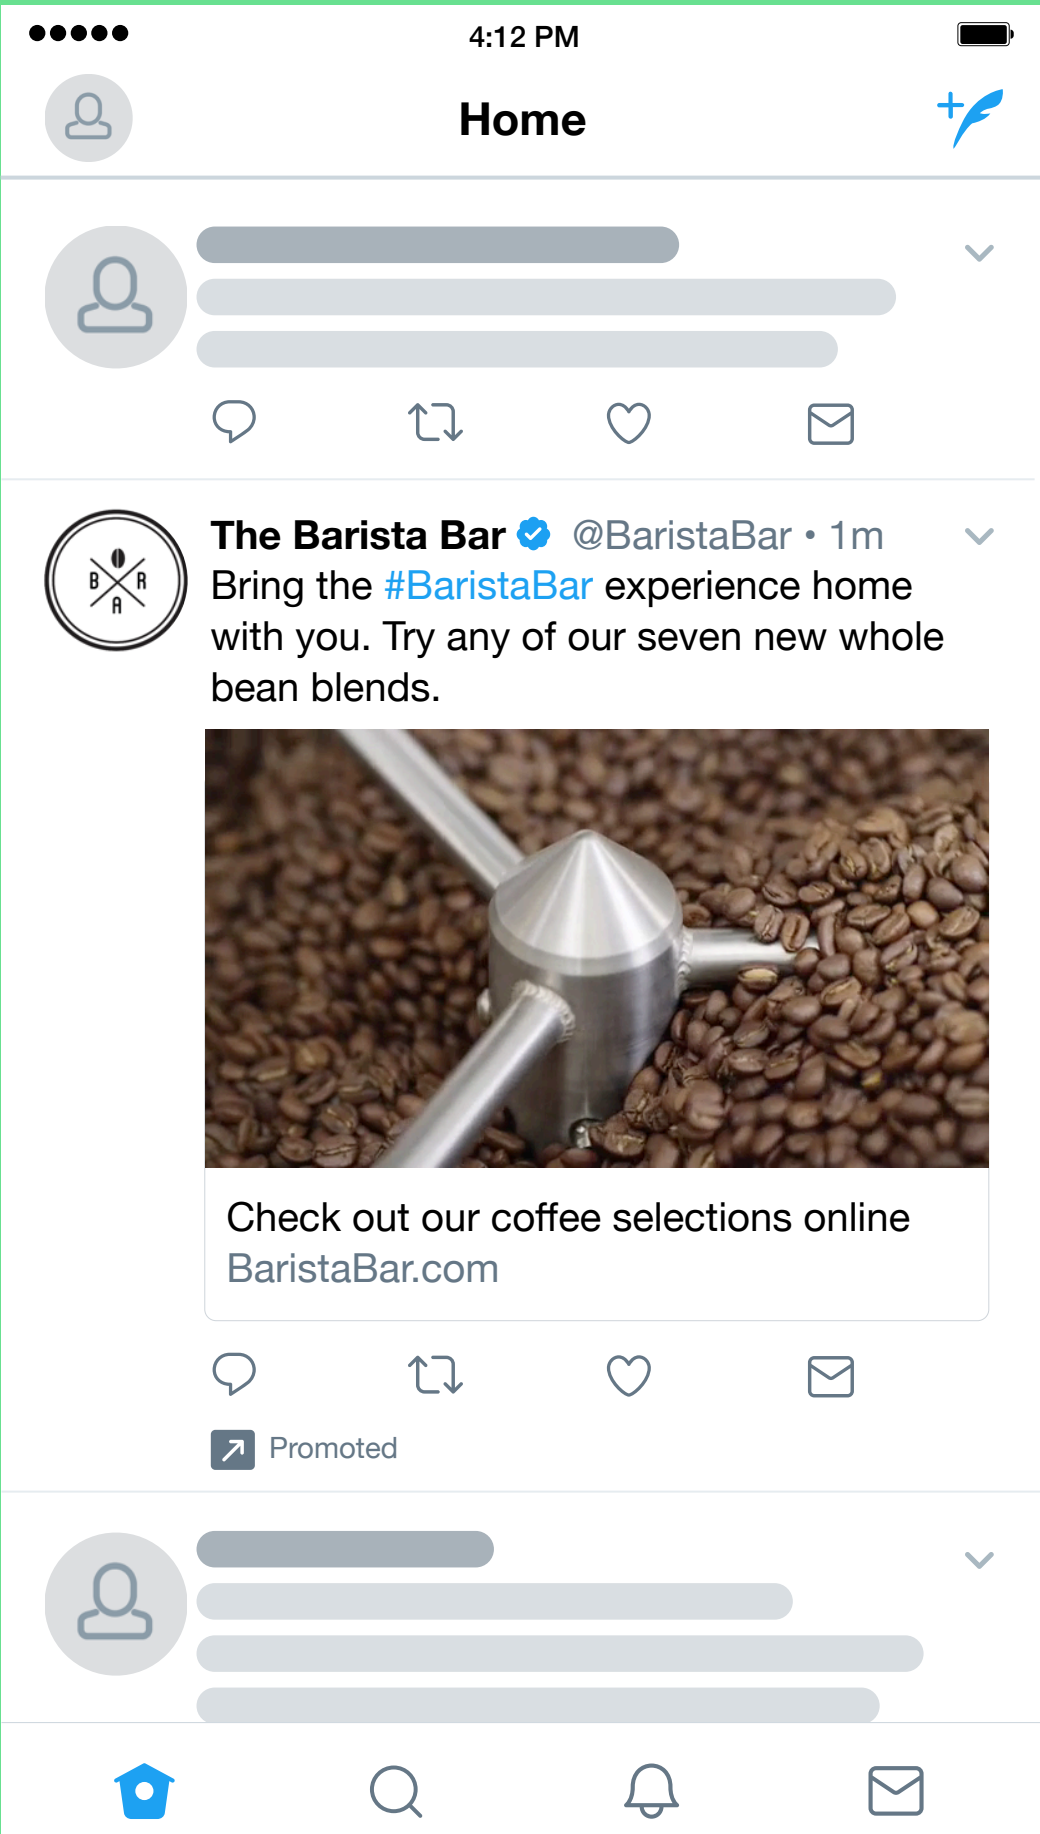 4:12 PM
Home
The Barista Bar @BaristaBar • 1m
Bring the #BaristaBar experience home
with you. Try any of our seven new whole
bean blends.
B R
A
Check out our coffee selections online
BaristaBar.com
Promoted